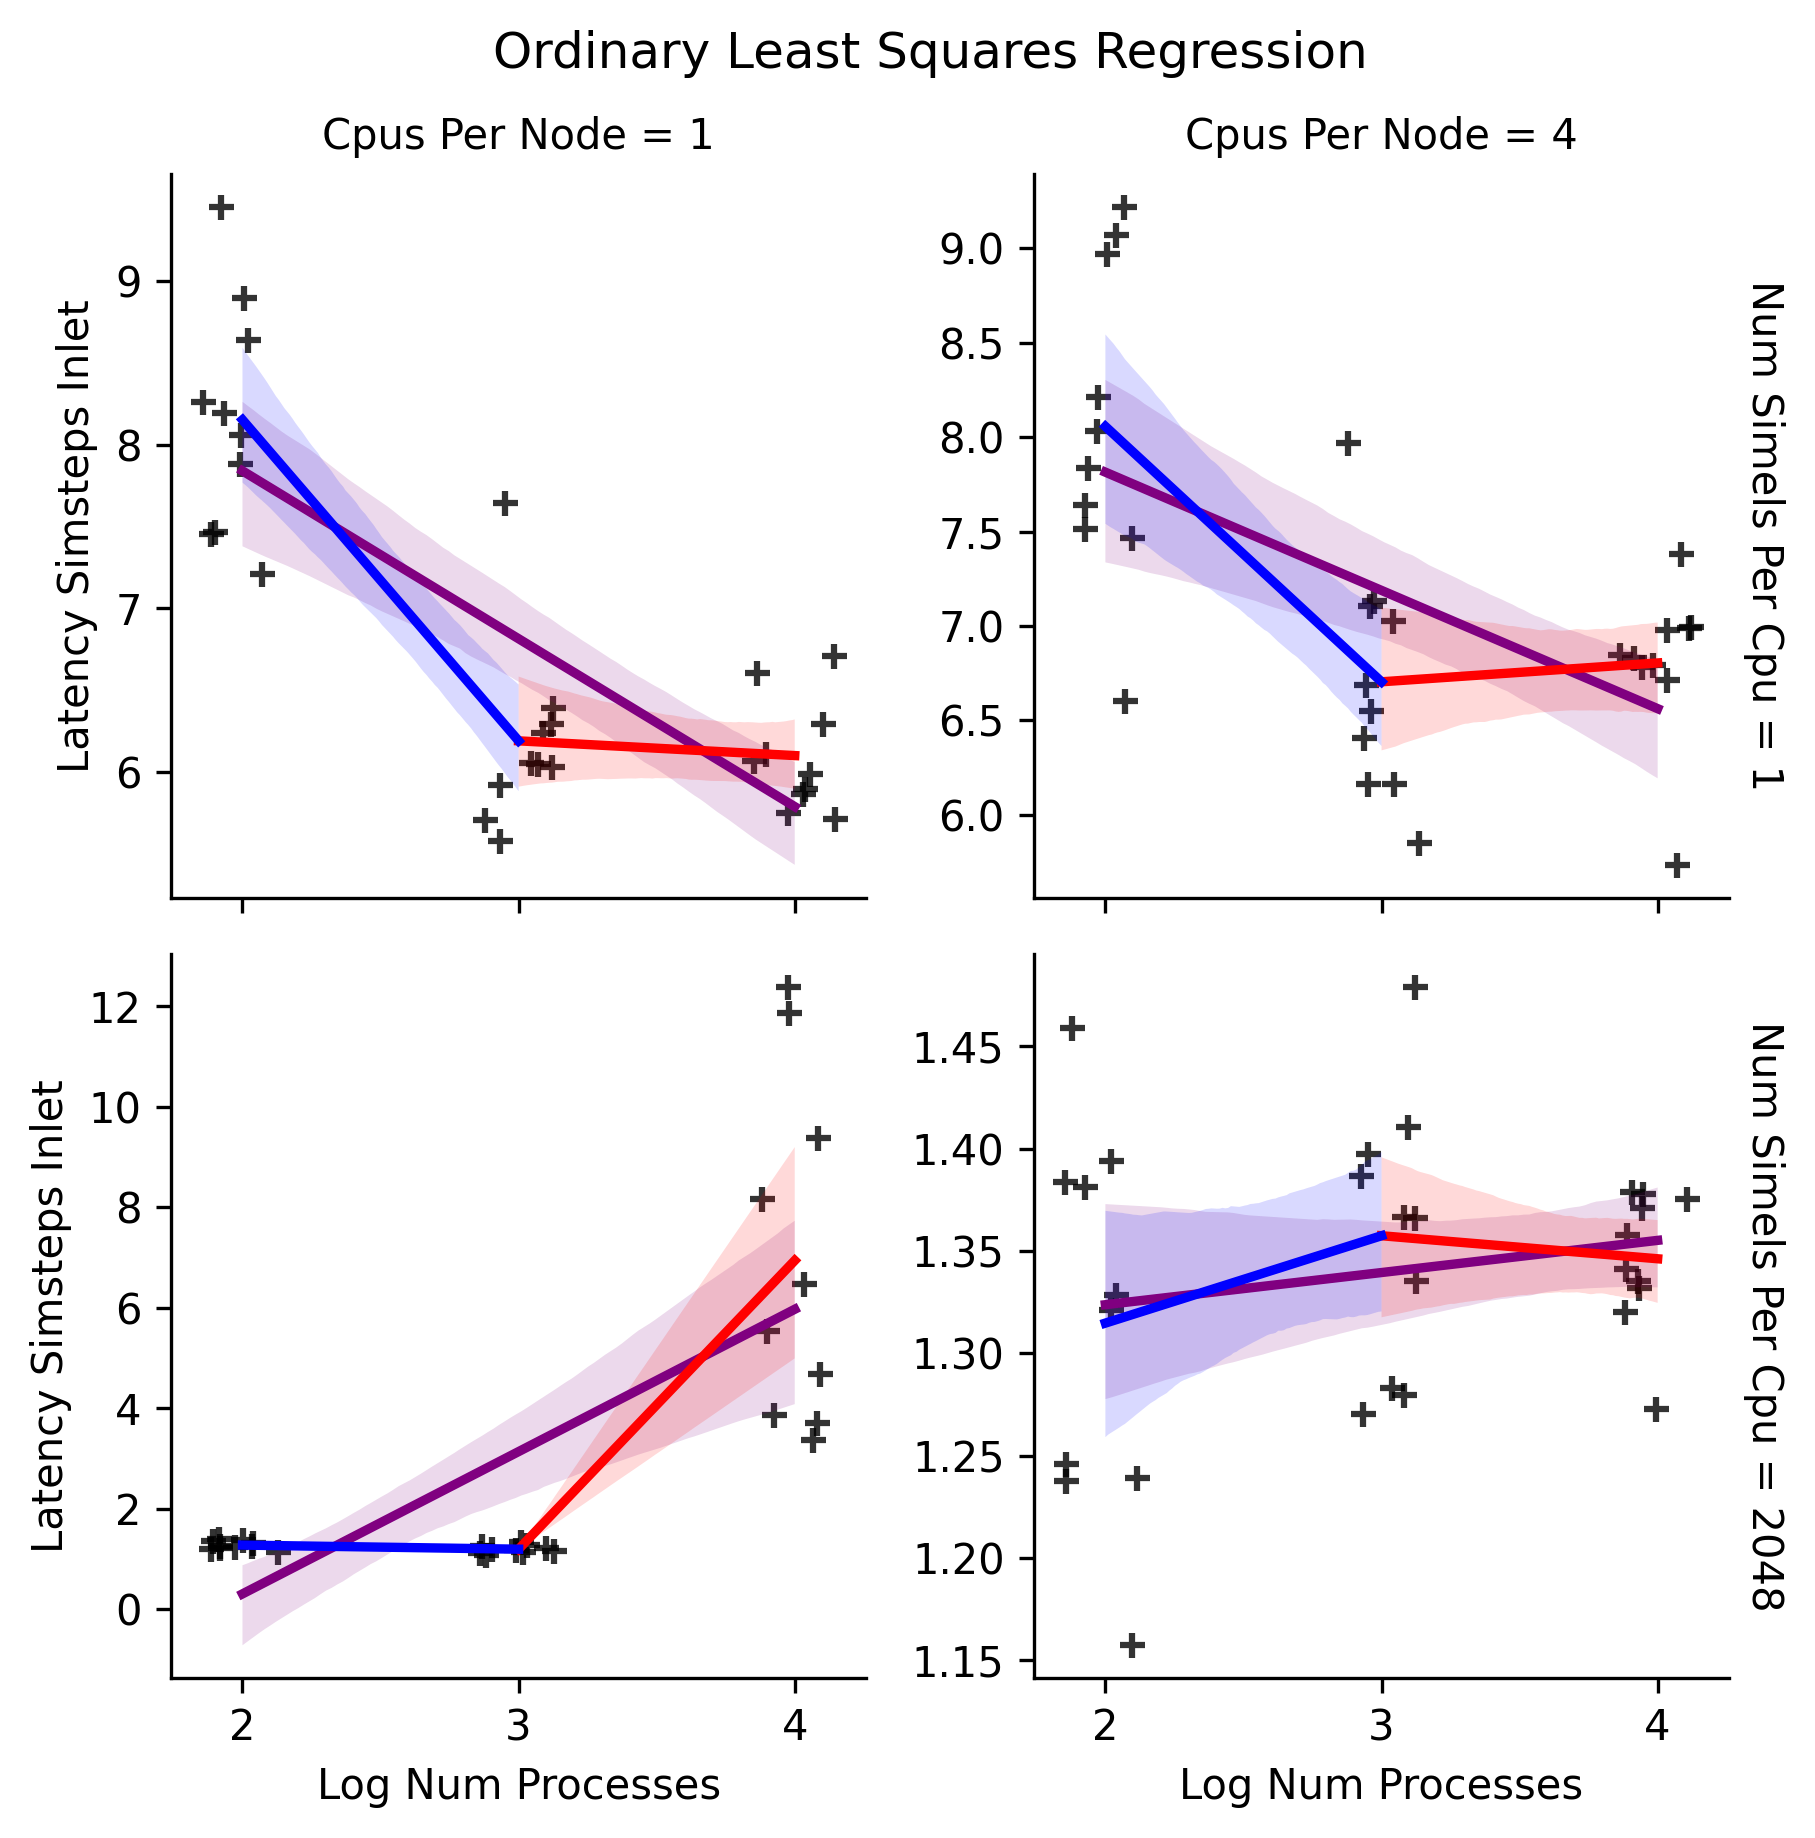 Ordinary Least Squares Regression
Cpus Per Node = 1
Cpus Per Node = 4
Latency Simsteps Inlet
9
8
7
6
9.0
8.5
8.0
7.5
7.0
6.5
6.0
Num Simels Per Cpu = 1
Latency Simsteps Inlet
12
10
8
6
4
2
0
1.45
1.40
1.35
1.30
1.25
1.20
1.15
Num Simels Per Cpu = 2048
2 3 4
2 3 4
Log Num Processes
Log Num Processes